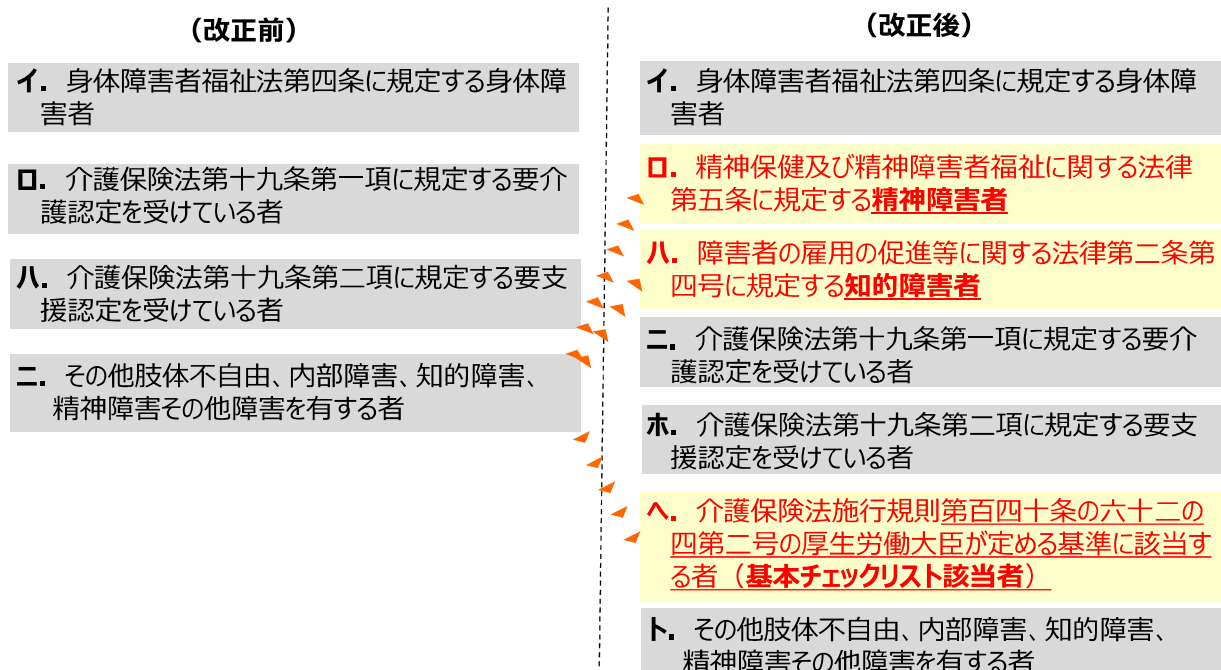 （改正前）
イ．身体障害者福祉法第四条に規定する身体障
害者
ロ．介護保険法第十九条第一項に規定する要介
護認定を受けている者
ハ．介護保険法第十九条第二項に規定する要支
援認定を受けている者
ニ．その他肢体不自由、内部障害、知的障害、
精神障害その他障害を有する者
（改正後）
イ．身体障害者福祉法第四条に規定する身体障
害者
ロ．精神保健及び精神障害者福祉に関する法律
第五条に規定する精神障害者
ハ．障害者の雇用の促進等に関する法律第二条第
四号に規定する知的障害者
ニ．介護保険法第十九条第一項に規定する要介
護認定を受けている者
ホ．介護保険法第十九条第二項に規定する要支
援認定を受けている者
ヘ．介護保険法施行規則第百四十条の六十二の
四第二号の厚生労働大臣が定める基準に該当す
る者（基本チェックリスト該当者）
ト．その他肢体不自由、内部障害、知的障害、
精神障害その他障害を有する者